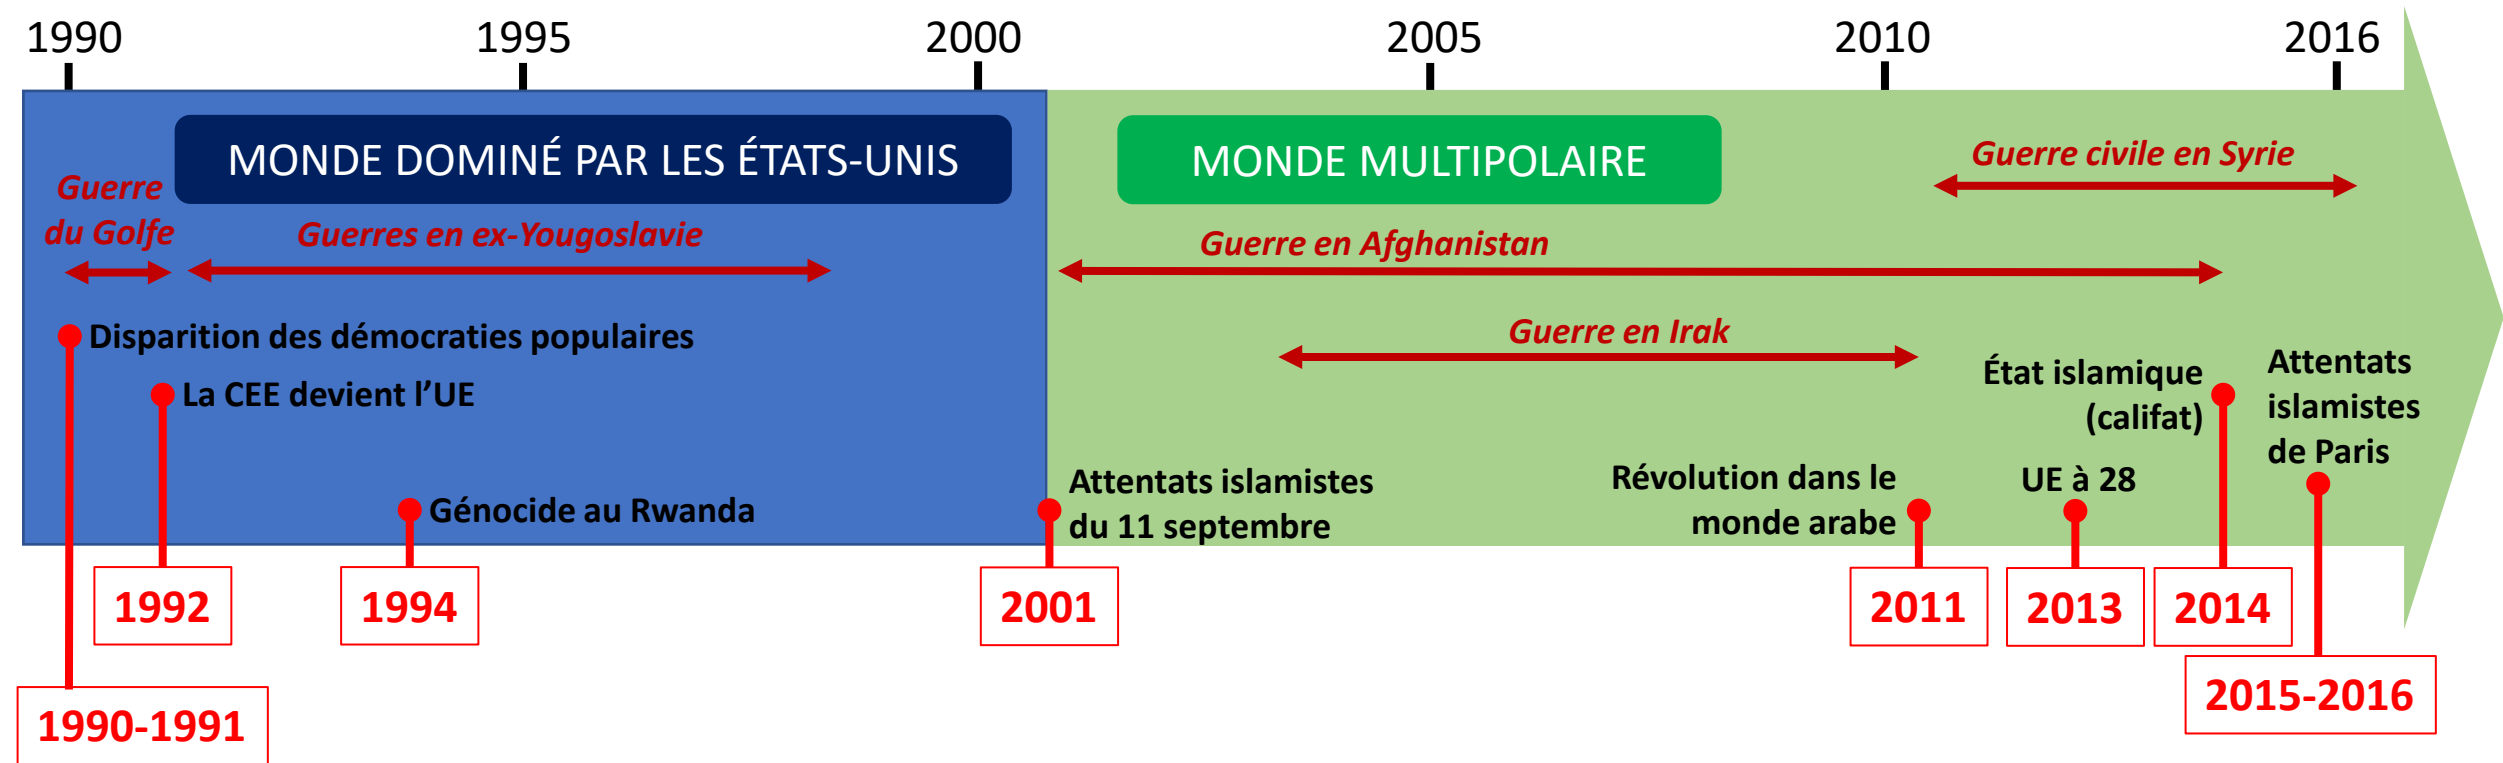 1990
1995
2000
2005
2010
2016
MONDE DOMINÉ PAR LES ÉTATS-UNIS
MONDE MULTIPOLAIRE
Guerre civile en Syrie
Guerre
du Golfe
Guerres en ex-Yougoslavie
Guerre en Afghanistan
Disparition des démocraties populaires
Guerre en Irak
La CEE devient l’UE
État islamique
(califat)
Attentats
islamistes
de Paris
Génocide au Rwanda
Attentats islamistes
du 11 septembre
Révolution dans le
monde arabe
UE à 28
1992
1994
2001
2011
2013
2014
2015-2016
1990-1991